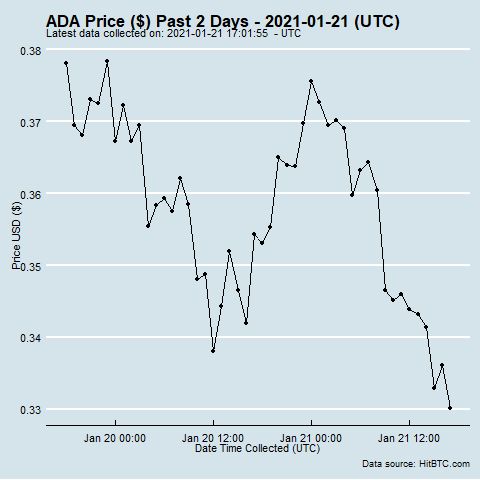 ADA Price ($) Past 2 Days - 2021-01-21 (UTC)
Latest data collected on: 2021-01-21 17:01:55 - UTC
0.38
0.37
0.36
0.35
0.34
0.33
Price USD ($)
Jan 20 00:00
Jan 20 12:00
Jan 21 00:00
Jan 21 12:00
Date Time Collected (UTC)
Data source: HitBTC.com